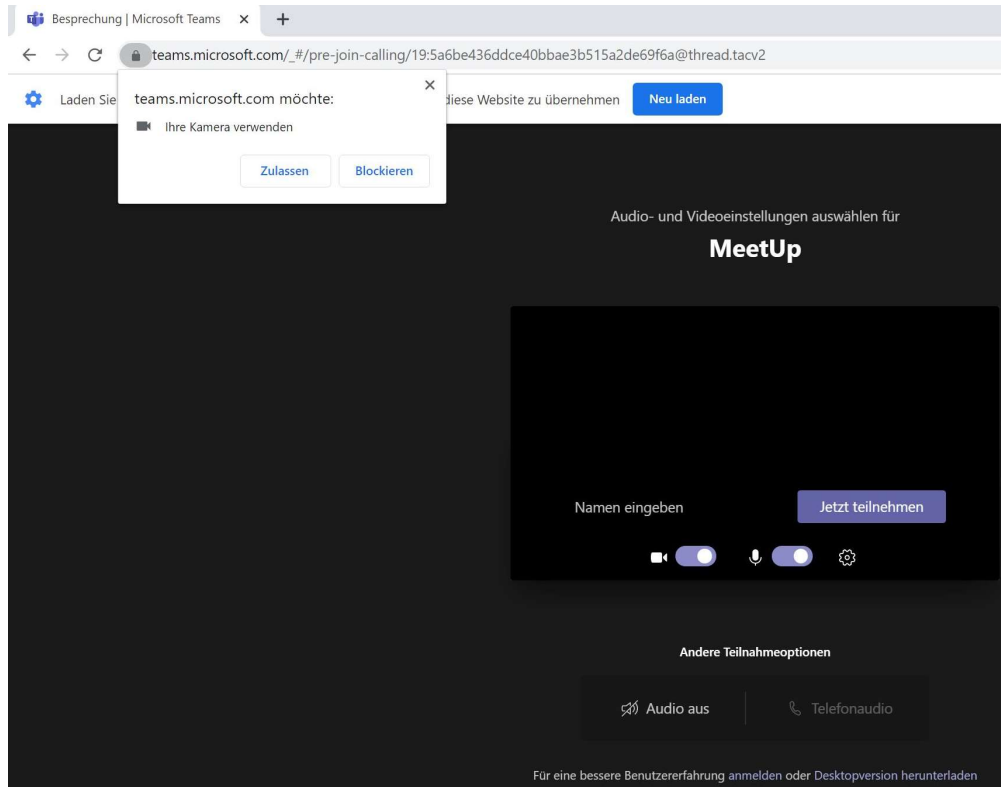 Besprechung | Microsoft Teams
teams.microsoft.com/_#/pre-join-calling/19:5a6be436ddce40bbae3b515a2de69f6a@thread.tacv2
Laden Sie
diese Website zu übernehmen
Neu laden
teams.microsoft.com möchte:
Ihre Kamera verwenden
Zulassen
Blockieren
Audio- und Videoeinstellungen auswählen für
MeetUp
Namen eingeben
Jetzt teilnehmen
Andere Teilnahmeoptionen
Audio aus
Telefonaudio
Für eine bessere Benutzererfahrung anmelden oder Desktopversion herunterladen